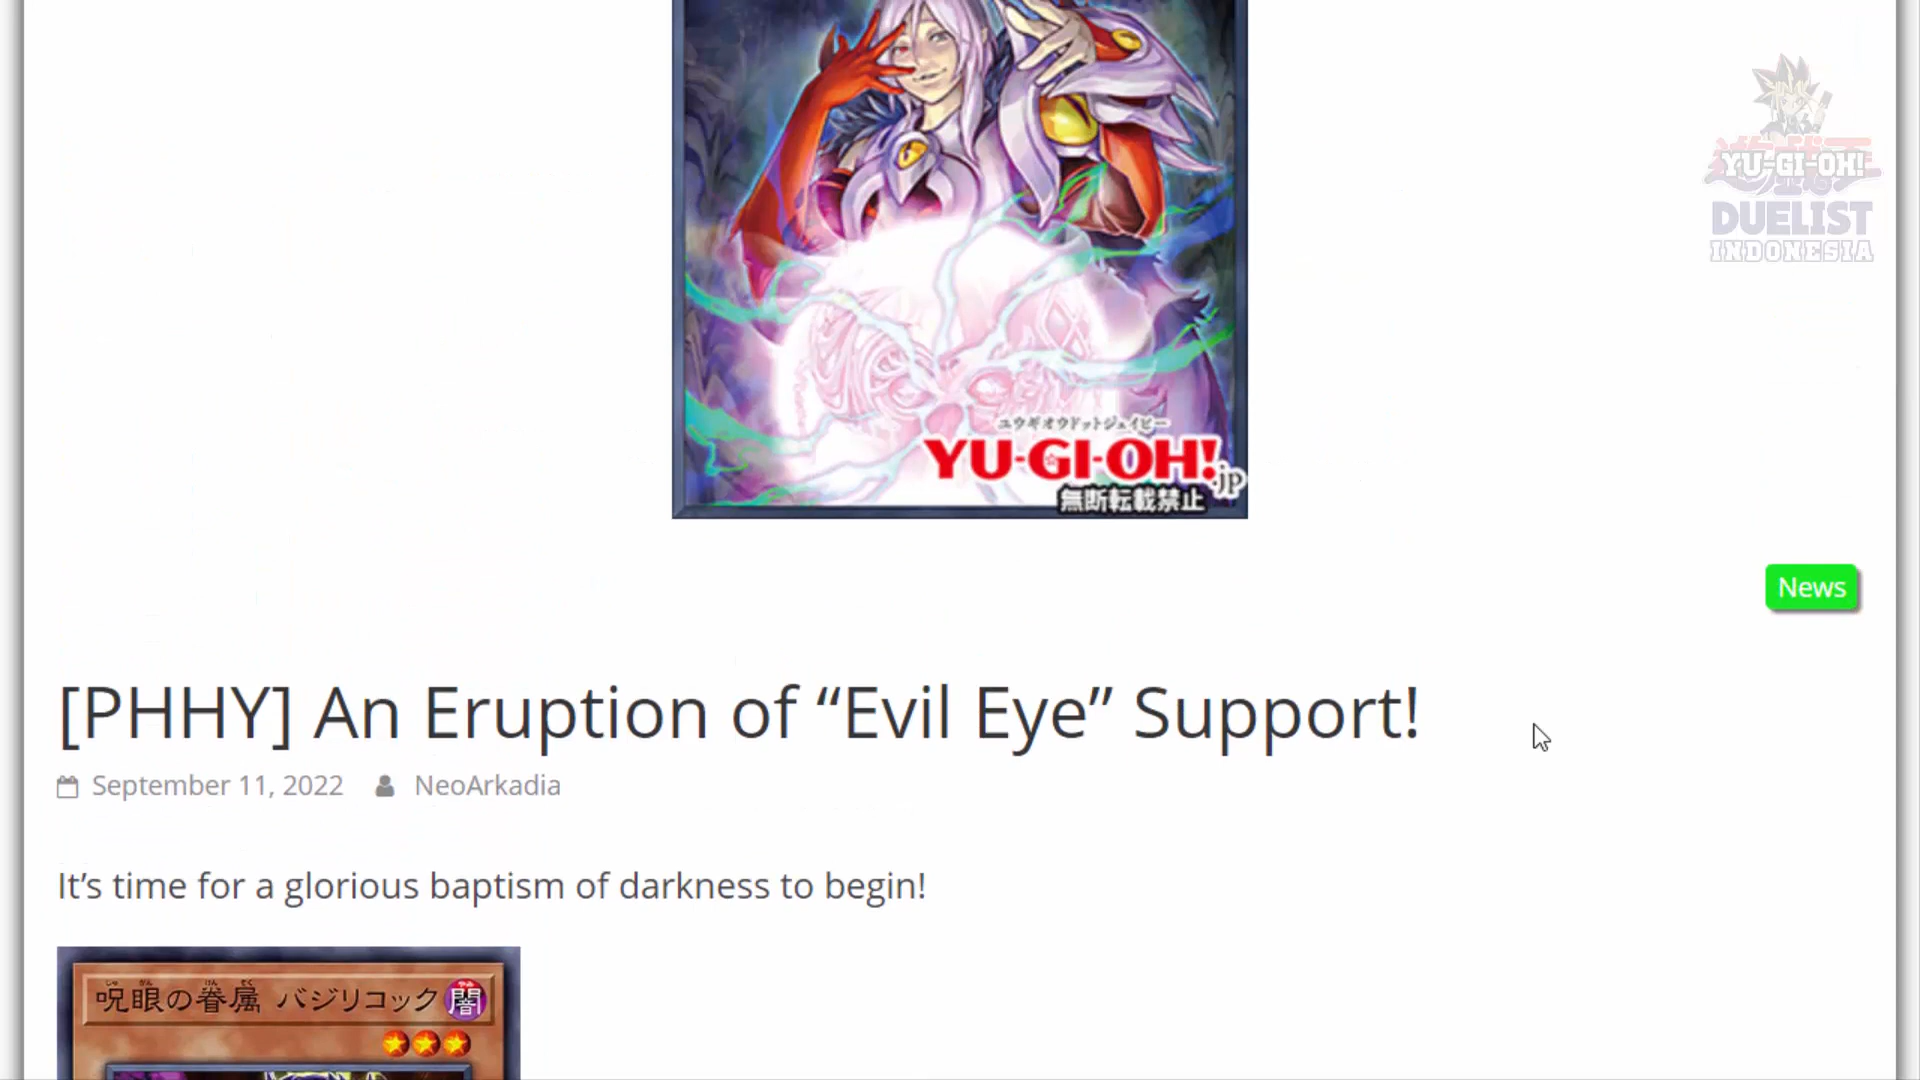 YU-GI-OH!
DUELIST
INDONESIA
ユウギオウドットジェイピー
YU-GI-OH!.jp
無断転載禁止
News
[PHHY] An Eruption of “Evil Eye” Support!
September 11, 2022 NeoArkadia
It’s time for a glorious baptism of darkness to begin!
呪眼の眷属 バジリコック 闇